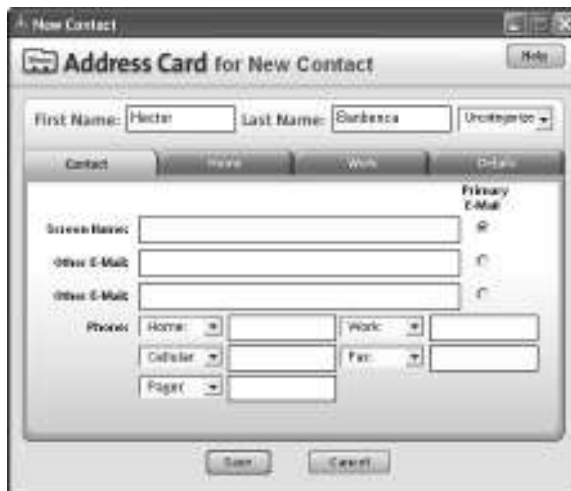 New Contact
Address Card for New Contact
Help
First Name: Hector Last Name:
Contact Home Work Details
Primary
E-Mail
Screen Name:
Other E-Mail:
Other E-Mail:
Phone: Home: Work:
Cellular Fax:
Pager:
Save Cancel